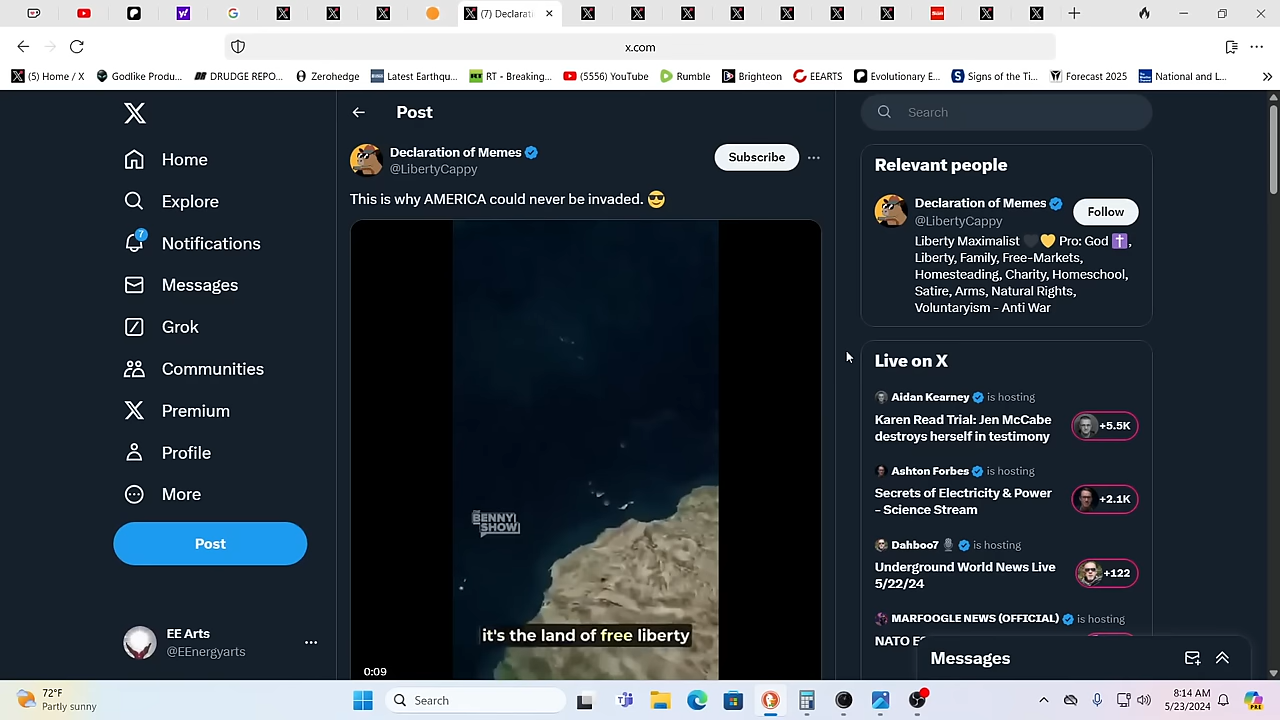 (7) Declarati
x.com
(5) Home / X
Godlike Produ...
DRUDGE REPO...
Zerohedge
Latest Earthqu...
RT - Breaking...
(5556) YouTube
Rumble
Brighteon
EEARTS
Evolutionary E...
Signs of the Ti...
Forecast 2025
National and L...
Home
Explore
7
Notifications
Messages
Grok
Communities
Premium
Profile
More
Post
EE Arts
@EEnergyarts
Post
Declaration of Memes
@LibertyCappy
Subscribe
This is why AMERICA could never be invaded. 😎
THE BENNY SHOW
it's the land of free liberty
0:09
Search
Relevant people
Declaration of Memes
@LibertyCappy
Follow
Liberty Maximalist 🖤💛 Pro: God ✝️,
Liberty, Family, Free-Markets,
Homesteading, Charity, Homeschool,
Satire, Arms, Natural Rights,
Voluntaryism - Anti War
Live on X
Aidan Kearney is hosting
Karen Read Trial: Jen McCabe
destroys herself in testimony
+5.5K
Ashton Forbes is hosting
Secrets of Electricity & Power
- Science Stream
+2.1K
Dahboo7 🎙️ is hosting
Underground World News Live
5/22/24
+122
MARFOOGLE NEWS (OFFICIAL) is hosting
NATO E
Messages
72°F
Partly sunny
Search
8:14 AM
5/23/2024
PRE